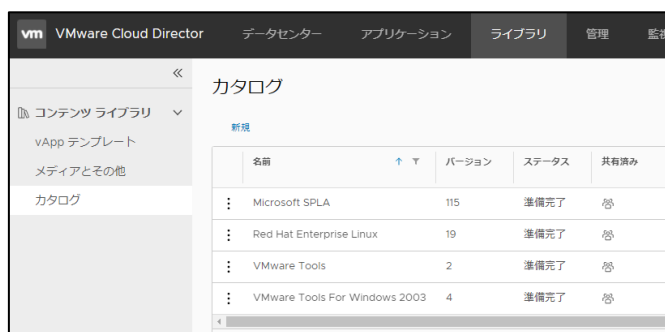 vm VMware Cloud Director データセンター アプリケーション ライブラリ 管理 監視
カタログ
コンテンツ ライブラリ
vApp テンプレート
メディアとその他
カタログ
新規
名前 バージョン ステータス 共有済み
Microsoft SPLA 115 準備完了
Red Hat Enterprise Linux 19 準備完了
VMware Tools 2 準備完了
VMware Tools For Windows 2003 4 準備完了